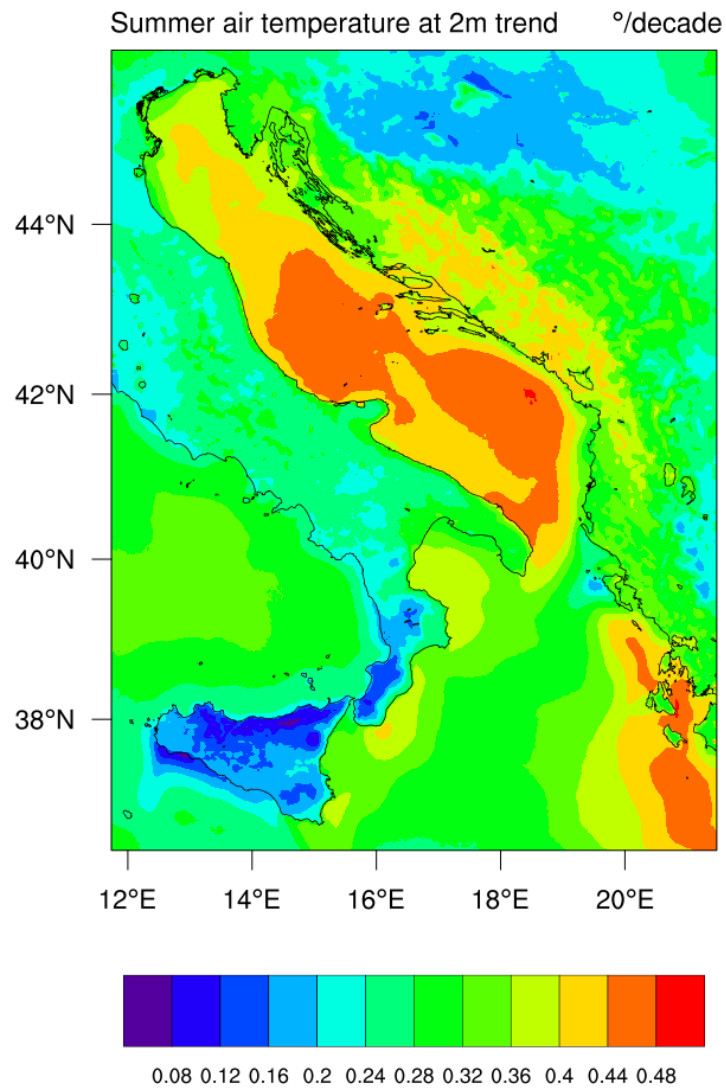 Summer air temperature at 2m trend °/decade
44°N
42°N
40°N
38°N
12°E 14°E 16°E 18°E 20°E
0.08 0.12 0.16 0.2 0.24 0.28 0.32 0.36 0.4 0.44 0.48